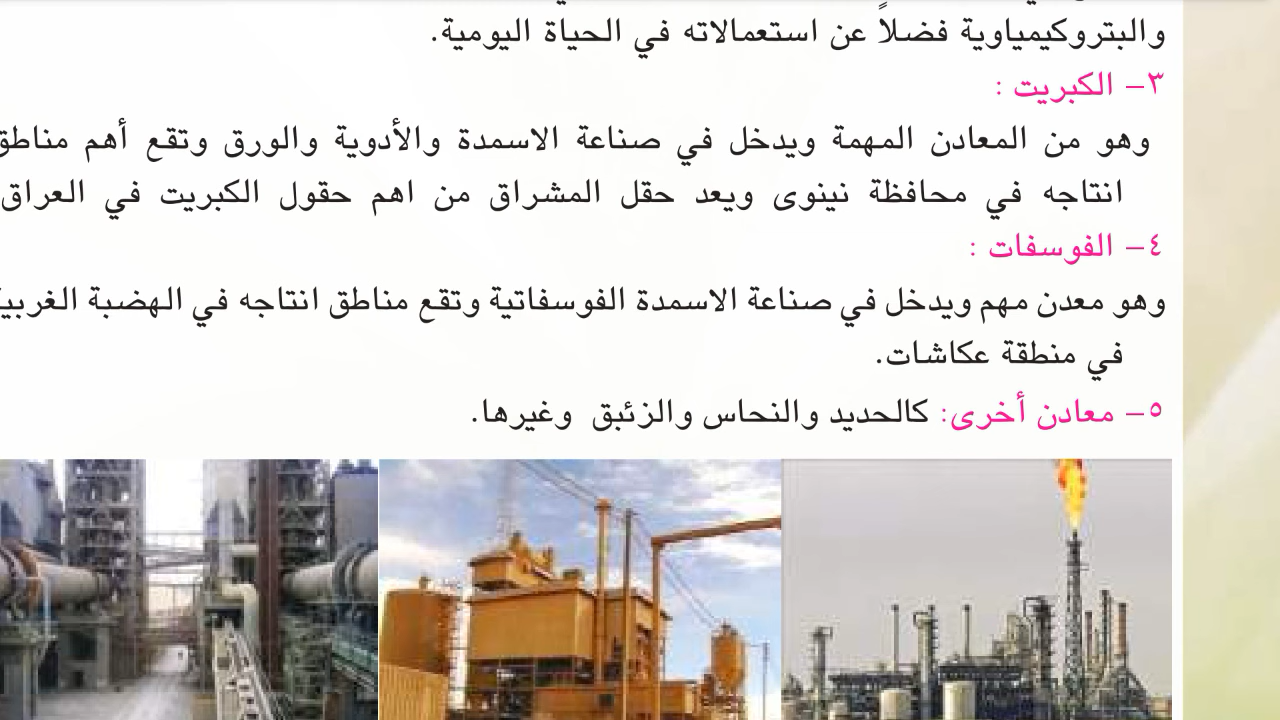 والبتروكيمياوية فضلاً عن استعمالاته في الحياة اليومية.
٣– الكبريت :
وهو من المعادن المهمة ويدخل في صناعة الاسمدة والأدوية والورق وتقع أهم مناطق
انتاجه في محافظة نينوى ويعد حقل المشراق من اهم حقول الكبريت في العراق
٤– الفوسفات :
وهو معدن مهم ويدخل في صناعة الاسمدة الفوسفاتية وتقع مناطق انتاجه في الهضبة الغربية
في منطقة عكاشات.
٥– معادن أخرى: كالحديد والنحاس والزئبق وغيرها.